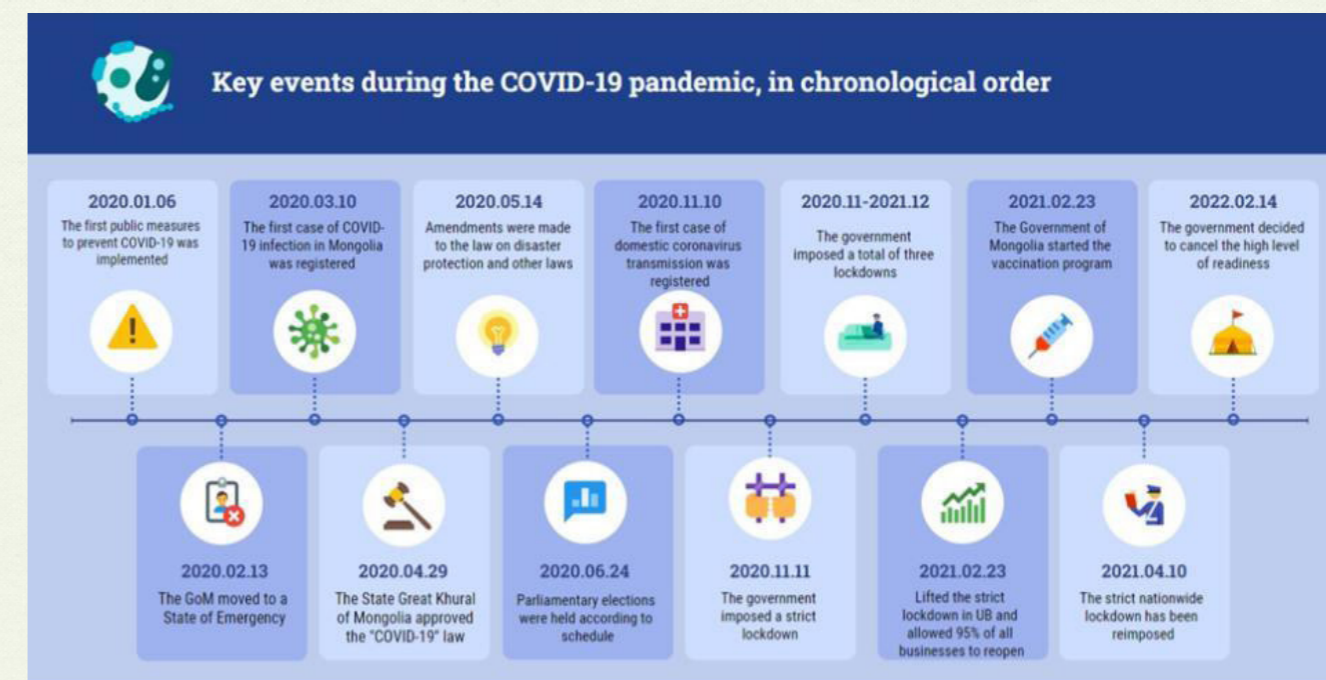 Key events during the COVID-19 pandemic, in chronological order
2020.01.06
The first public measures
to prevent COVID-19 was
implemented
2020.02.13
The GoM moved to a
State of Emergency
2020.03.10
The first case of COVID-
19 infection in Mongolia
was registered
2020.04.29
The State Great Khural
of Mongolia approved
the "COVID-19" law
2020.05.14
Amendments were made
to the law on disaster
protection and other laws
2020.06.24
Parliamentary elections
were held according to
schedule
2020.11.10
The first case of
domestic coronavirus
transmission was
registered
2020.11.11
The government
imposed a strict
lockdown
2020.11-2021.12
The government
imposed a total of three
lockdowns
2021.02.23
Lifted the strict
lockdown in UB and
allowed 95% of all
businesses to reopen
2021.02.23
The Government of
Mongolia started the
vaccination program
2021.04.10
The strict nationwide
lockdown has been
reimposed
2022.02.14
The government decided
to cancel the high level
of readiness